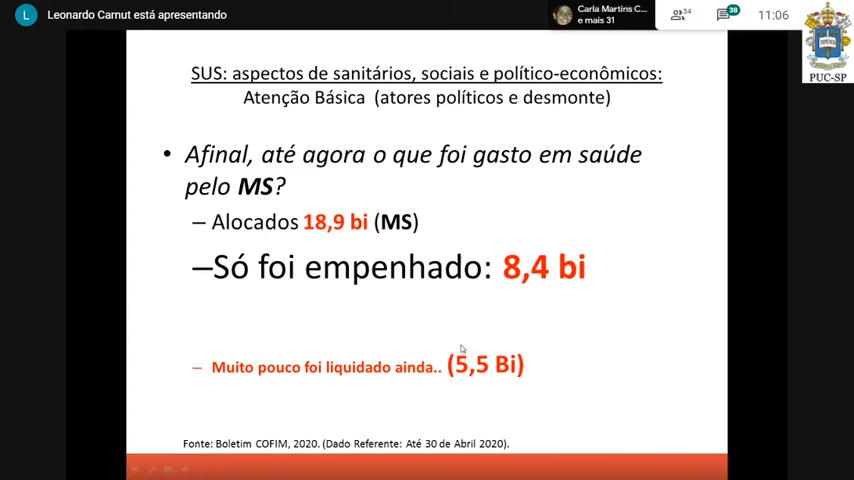 L Leonardo Carnut está apresentando
Carla Martins C...
e mais 31
34
38
11:06
PUC-SP
SUS: aspectos de sanitários, sociais e político-econômicos:
Atenção Básica (atores políticos e desmonte)
• Afinal, até agora o que foi gasto em saúde
pelo MS?
– Alocados 18,9 bi (MS)
–Só foi empenhado: 8,4 bi
– Muito pouco foi liquidado ainda.. (5,5 Bi)
Fonte: Boletim COFIM, 2020. (Dado Referente: Até 30 de Abril 2020).